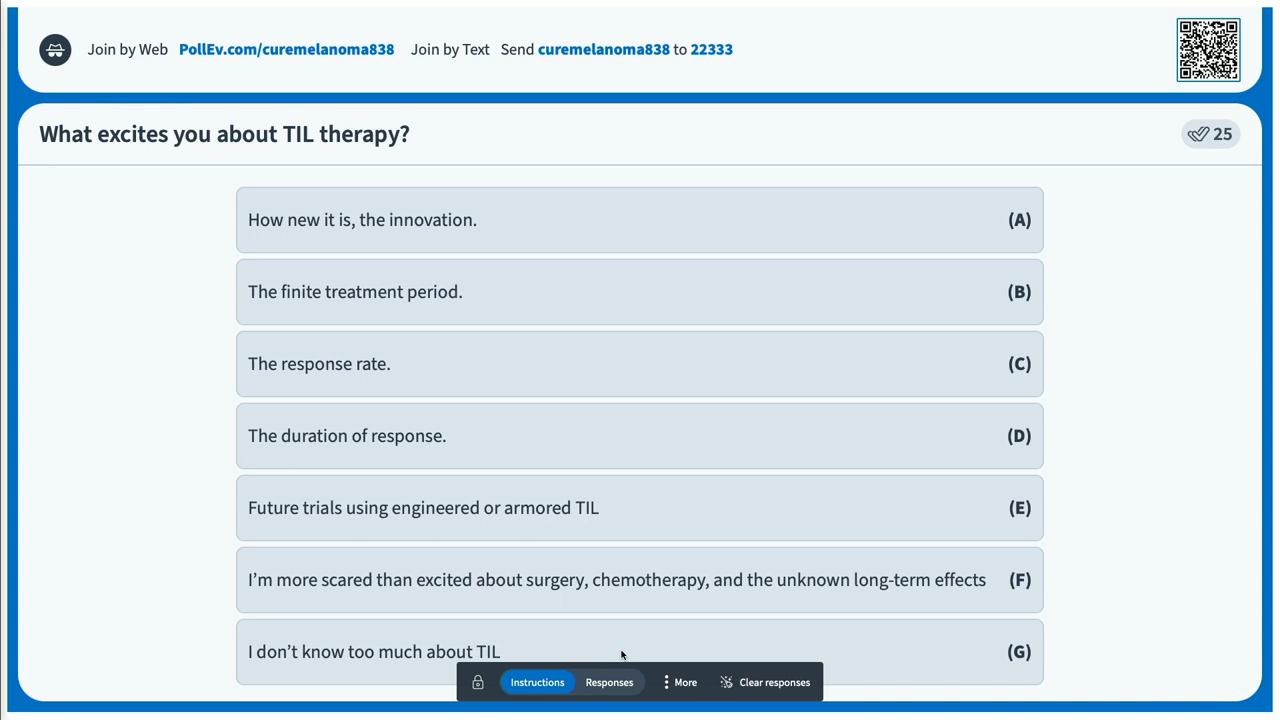 Join by Web PollEv.com/curemelanoma838 Join by Text Send curemelanoma838 to 22333
What excites you about TIL therapy?
25
How new it is, the innovation. (A)
The finite treatment period. (B)
The response rate. (C)
The duration of response. (D)
Future trials using engineered or armored TIL (E)
I’m more scared than excited about surgery, chemotherapy, and the unknown long-term effects (F)
I don’t know too much about TIL (G)
Instructions Responses More Clear responses